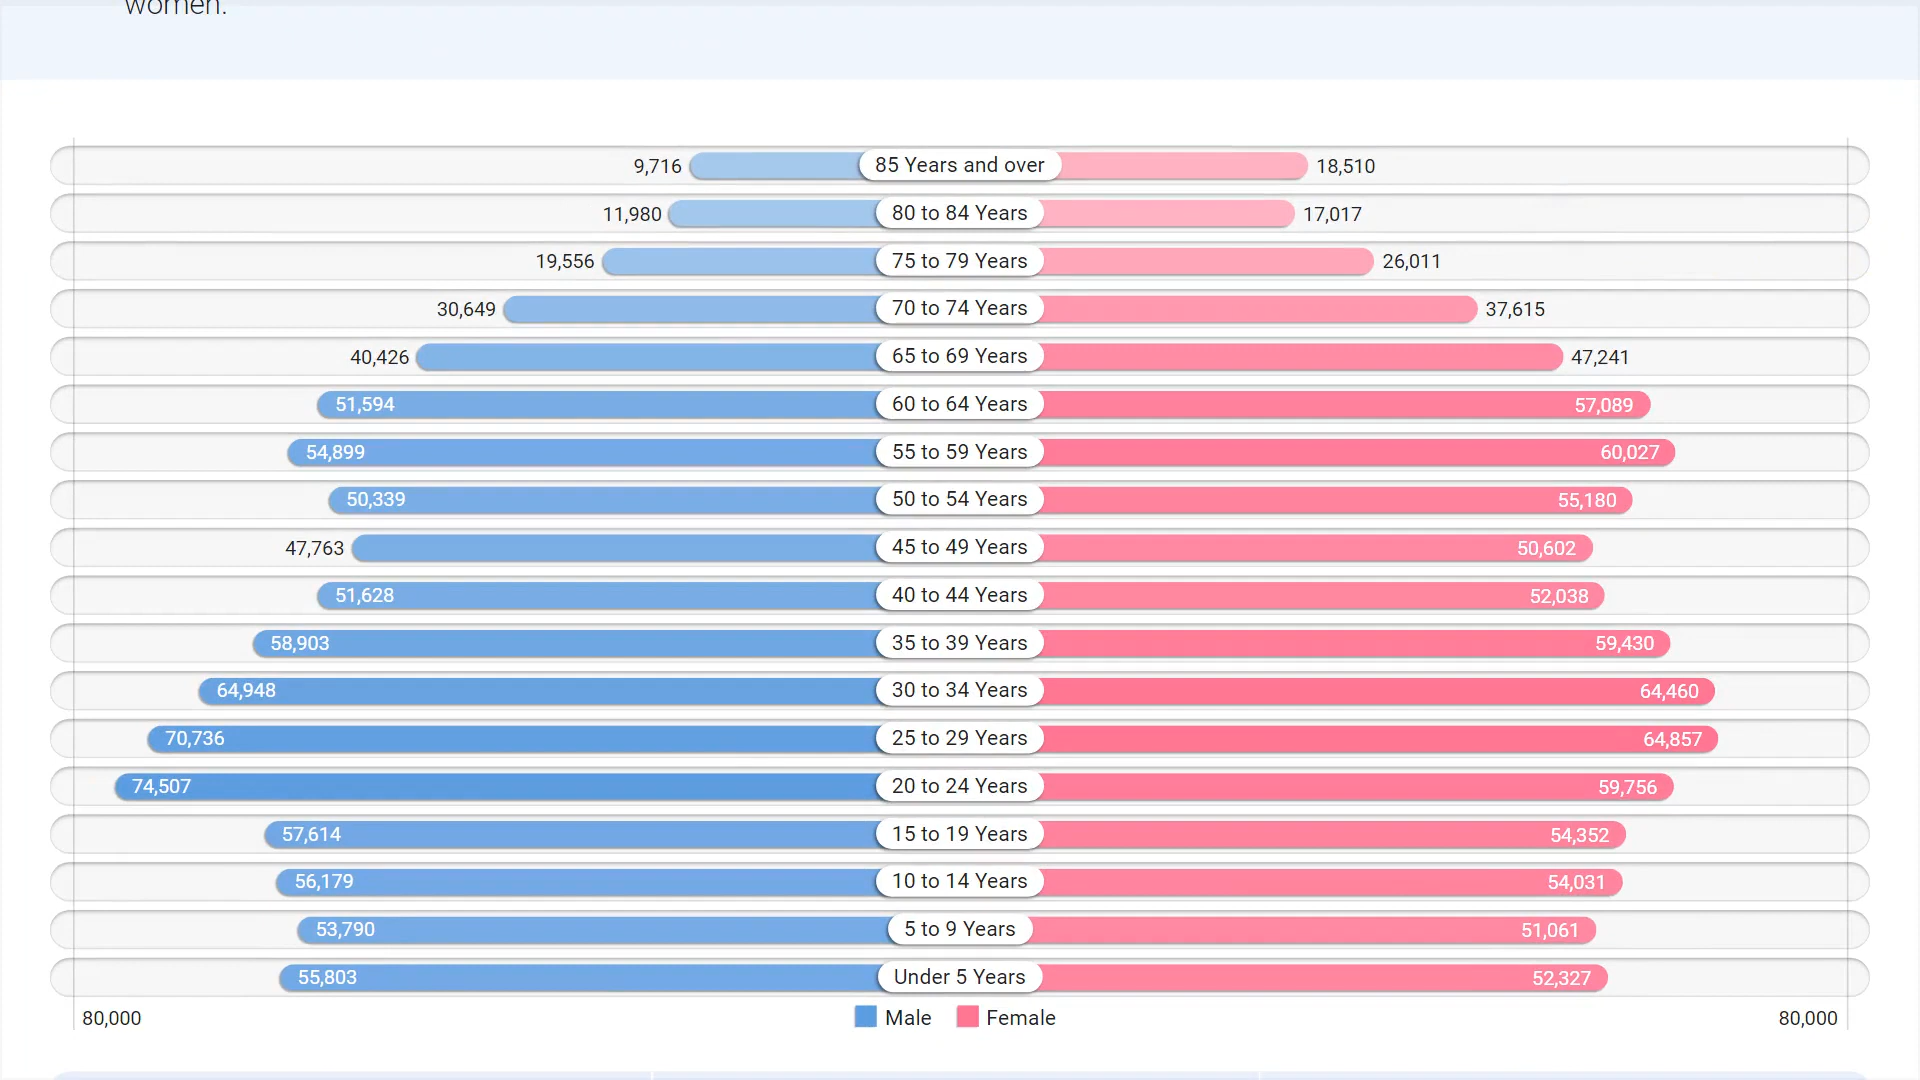 women.
9,716 85 Years and over 18,510
11,980 80 to 84 Years 17,017
19,556 75 to 79 Years 26,011
30,649 70 to 74 Years 37,615
40,426 65 to 69 Years 47,241
51,594 60 to 64 Years 57,089
54,899 55 to 59 Years 60,027
50,339 50 to 54 Years 55,180
47,763 45 to 49 Years 50,602
51,628 40 to 44 Years 52,038
58,903 35 to 39 Years 59,430
64,948 30 to 34 Years 64,460
70,736 25 to 29 Years 64,857
74,507 20 to 24 Years 59,756
57,614 15 to 19 Years 54,352
56,179 10 to 14 Years 54,031
53,790 5 to 9 Years 51,061
55,803 Under 5 Years 52,327
80,000 Male Female 80,000